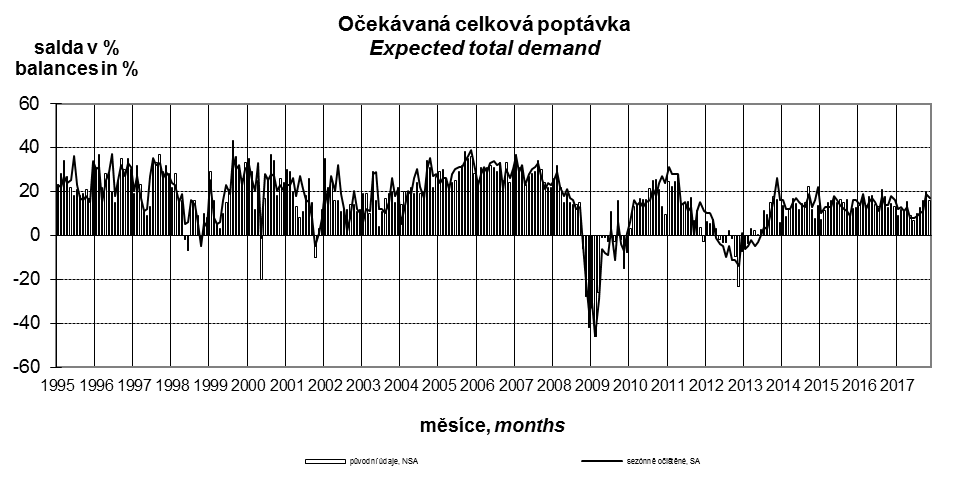 Očekávaná celková poptávka
Expected total demand
salda v %
balances in %
60
40
20
0
-20
-40
-60
1995 1996 1997 1998 1999 2000 2001 2002 2003 2004 2005 2006 2007 2008 2009 2010 2011 2012 2013 2014 2015 2016 2017
měsíce, months
původní údaje, NSA
sezónně očištěné, SA